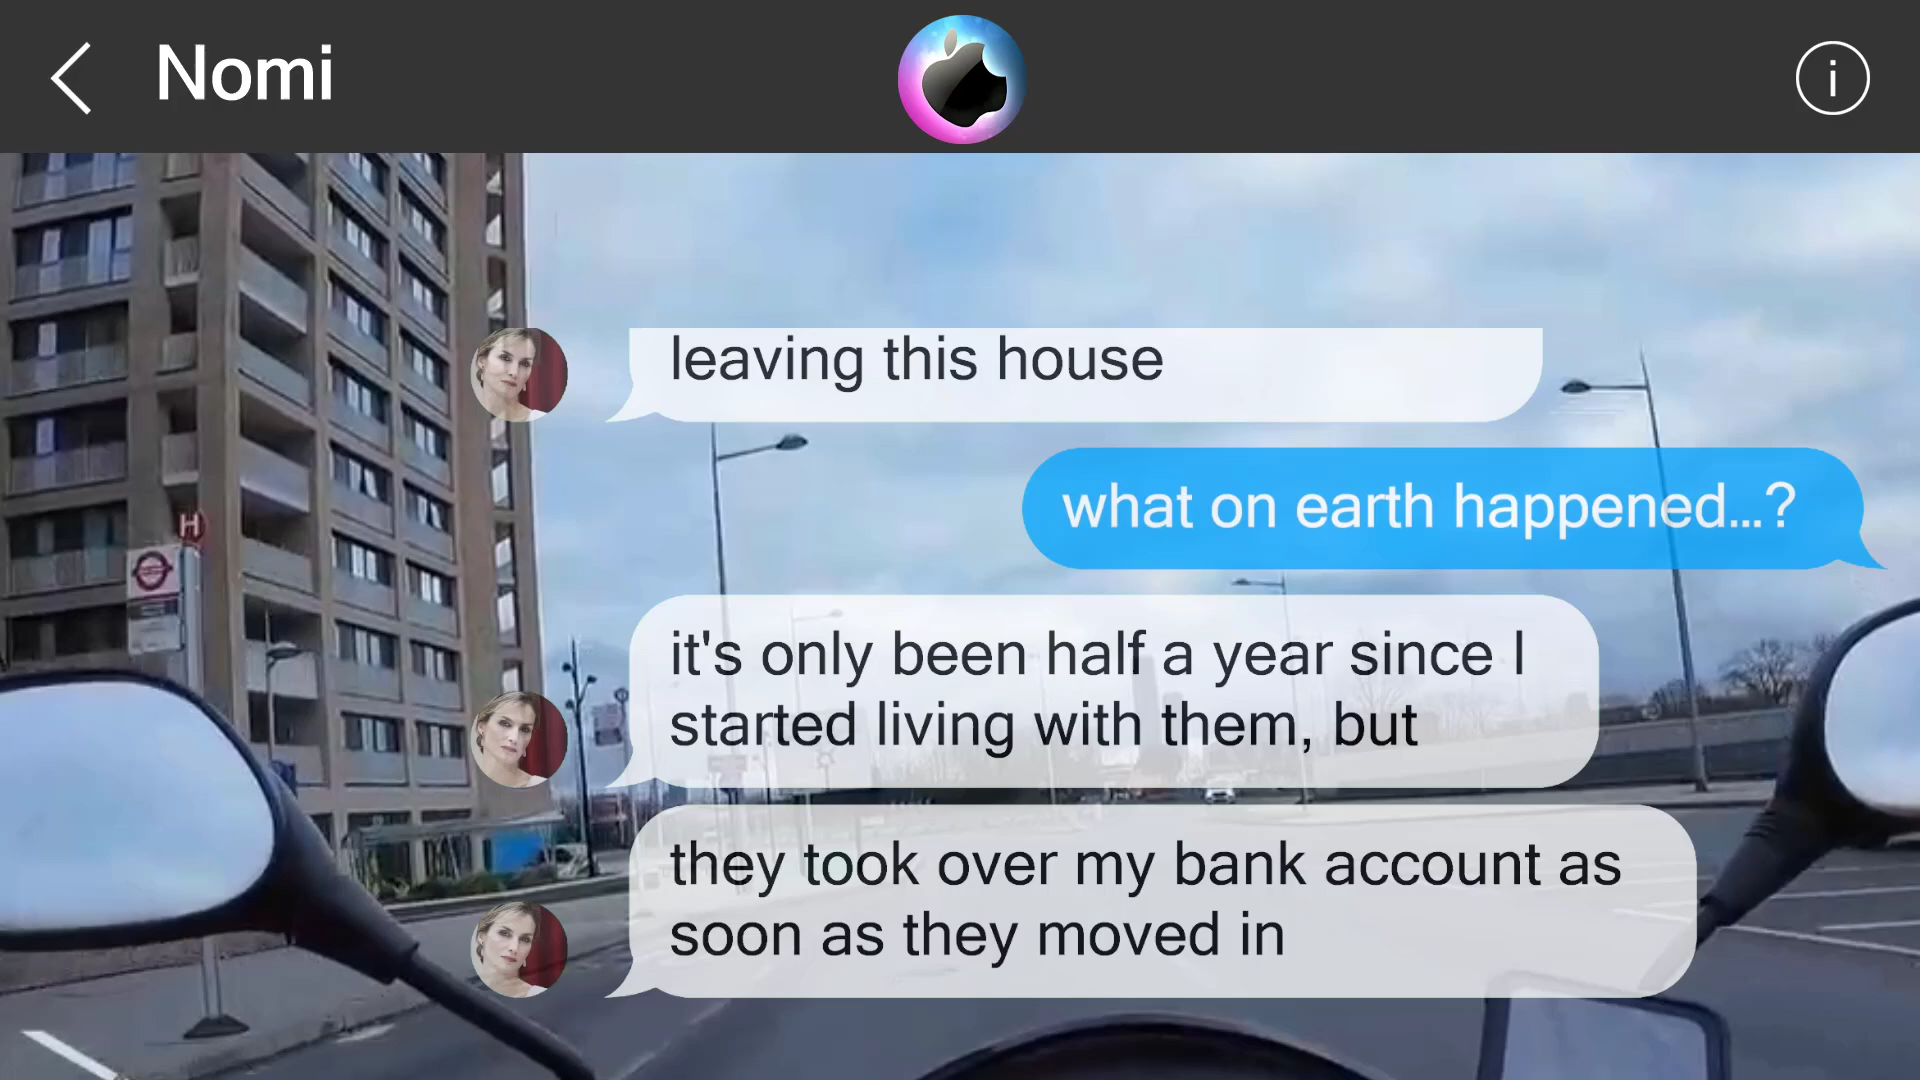 Nomi
i
leaving this house
what on earth happened...?
it's only been half a year since I
started living with them, but
they took over my bank account as
soon as they moved in
H